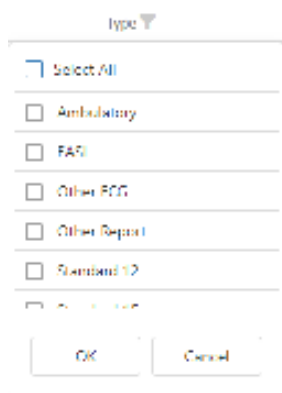 Type
Select All
Ambulatory
EASI
Other ECG
Other Report
Standard 12
OK
Cancel